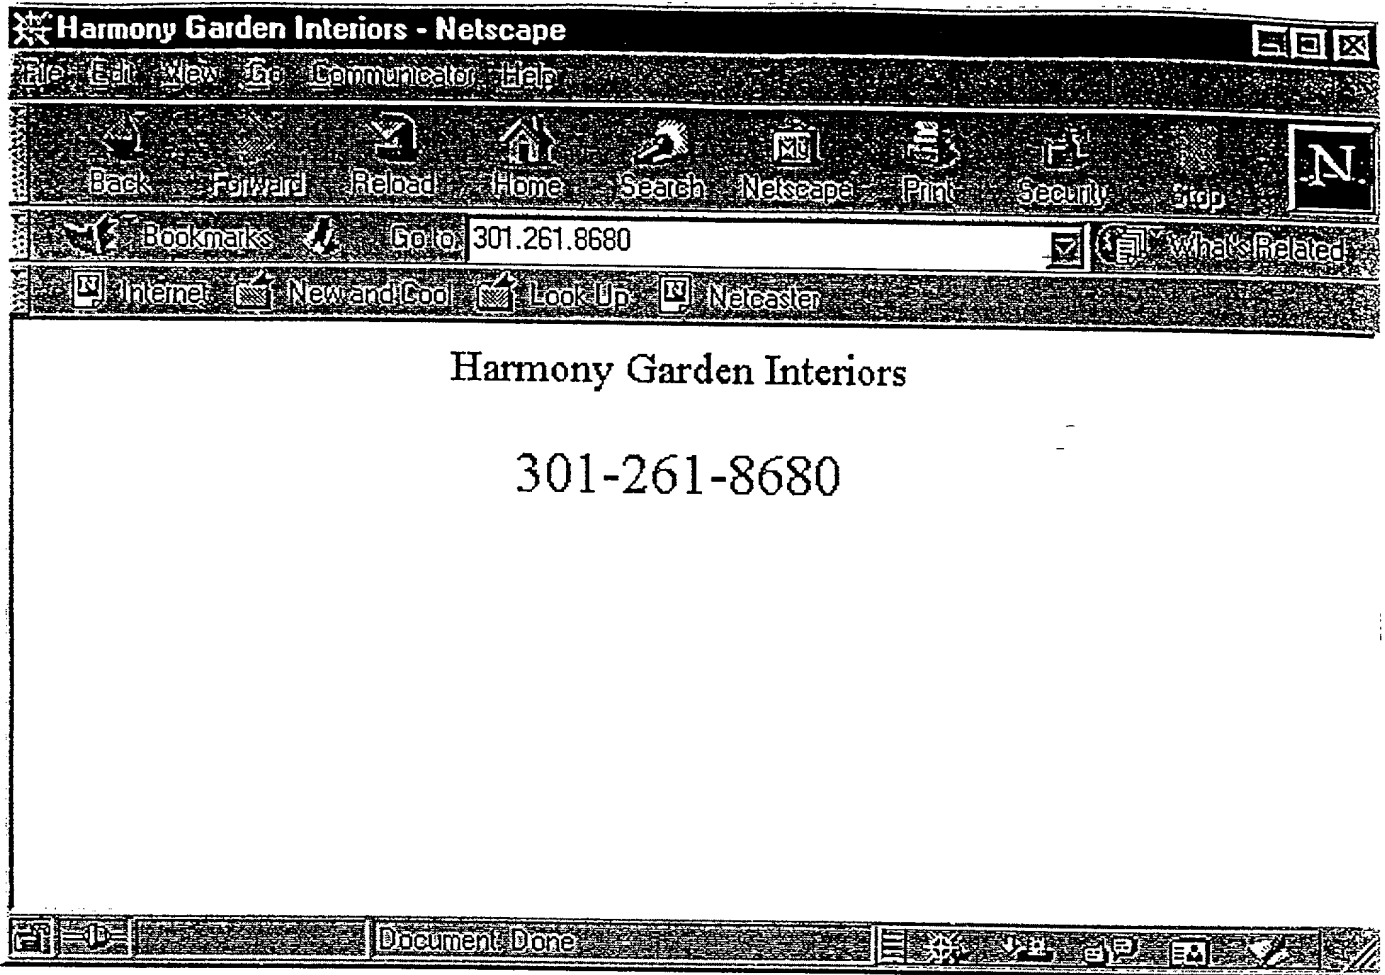 Harmony Garden Interiors - Netscape
File Edit View Go Communicator Help
Back Forward Reload Home Search Netscape Print Security Stop
N
Bookmarks Go to: 301.261.8680 What's Related
Internet New and Cool Look Up Netcaster
Harmony Garden Interiors
301-261-8680
Document: Done